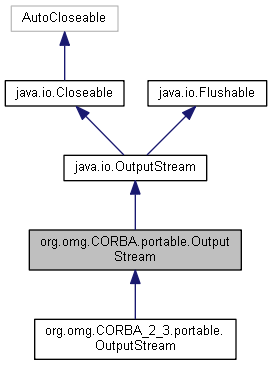 AutoCloseable
java.io.Closeable
java.io.Flushable
java.io.OutputStream
org.omg.CORBA.portable.Output
Stream
org.omg.CORBA_2_3.portable.
OutputStream